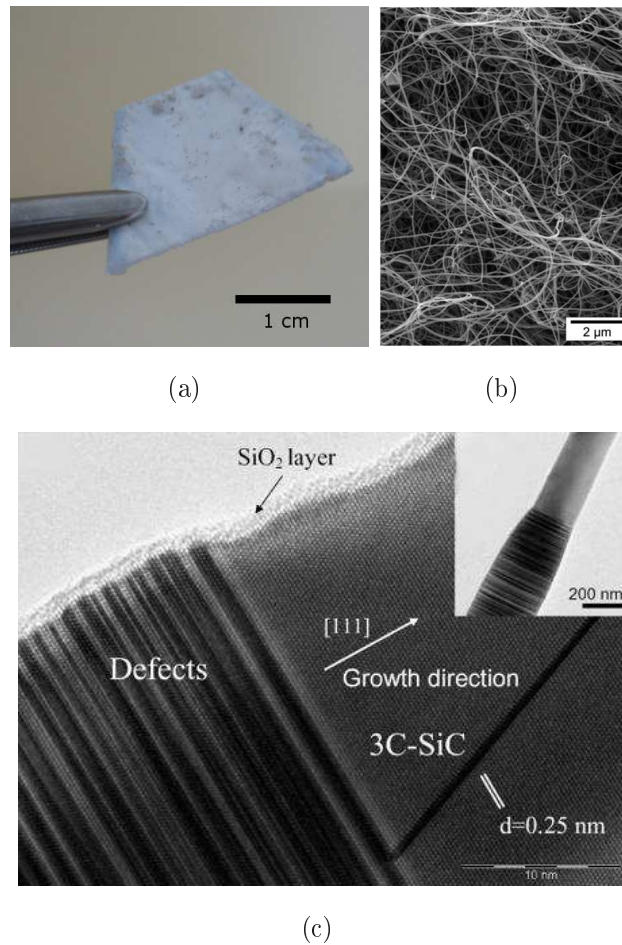 1 cm
2 µm
(a)
(b)
SiO₂ layer
200 nm
[111]
Defects
Growth direction
3C-SiC
d=0.25 nm
10 nm
(c)